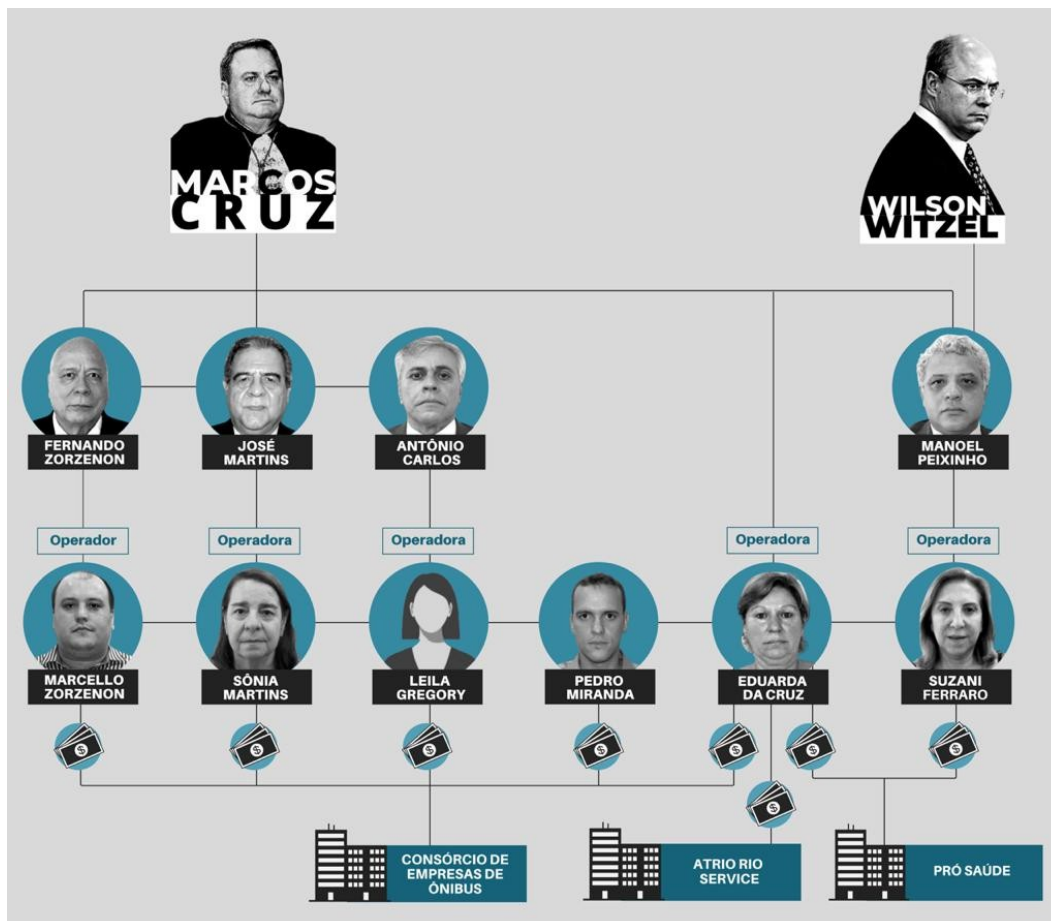 MARCOS
CRUZ
WILSON
WITZEL
FERNANDO
ZORZENON
JOSÉ
MARTINS
ANTÔNIO
CARLOS
MANOEL
PEIXINHO
Operador
Operadora
Operadora
Operadora
Operadora
MARCELLO
ZORZENON
SÔNIA
MARTINS
LEILA
GREGORY
PEDRO
MIRANDA
EDUARDA
DA CRUZ
SUZANI
FERRARO
$
$
$
$
$
$
$
$
CONSÓRCIO DE
EMPRESAS DE
ÔNIBUS
ATRIO RIO
SERVICE
PRÓ SAÚDE